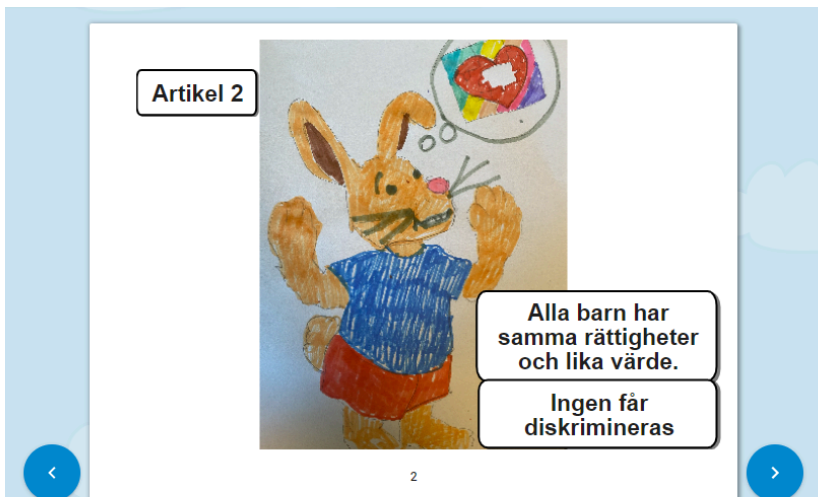 Artikel 2
Alla barn har
samma rättigheter
och lika värde.
Ingen får
diskrimineras
2